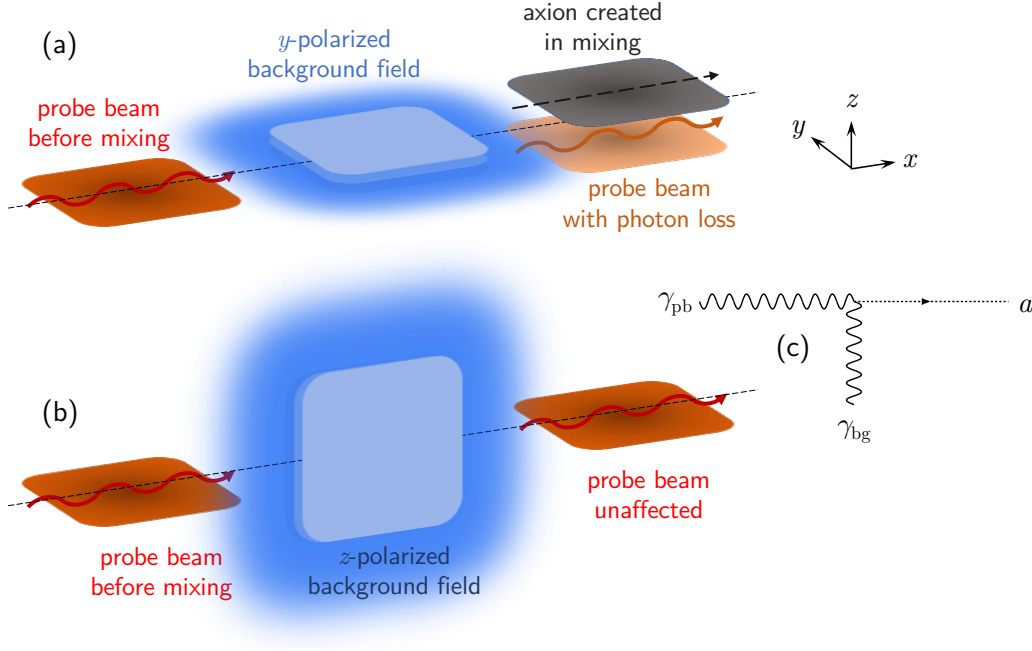 (a)
y-polarized
background field
axion created
in mixing
probe beam
before mixing
probe beam
with photon loss
z
y
x
(b)
probe beam
before mixing
z-polarized
background field
probe beam
unaffected
γpb
a
(c)
γbg